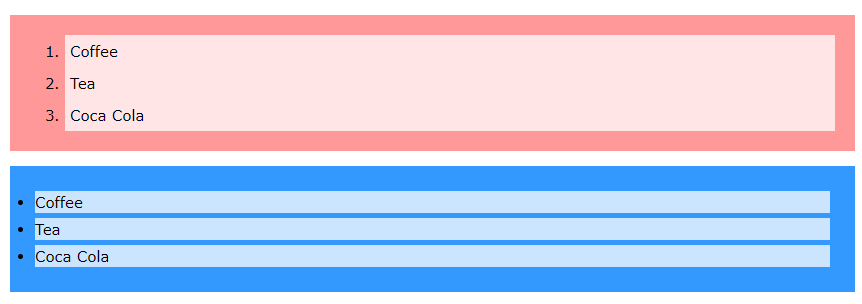 1. Coffee
2. Tea
3. Coca Cola
• Coffee
• Tea
• Coca Cola